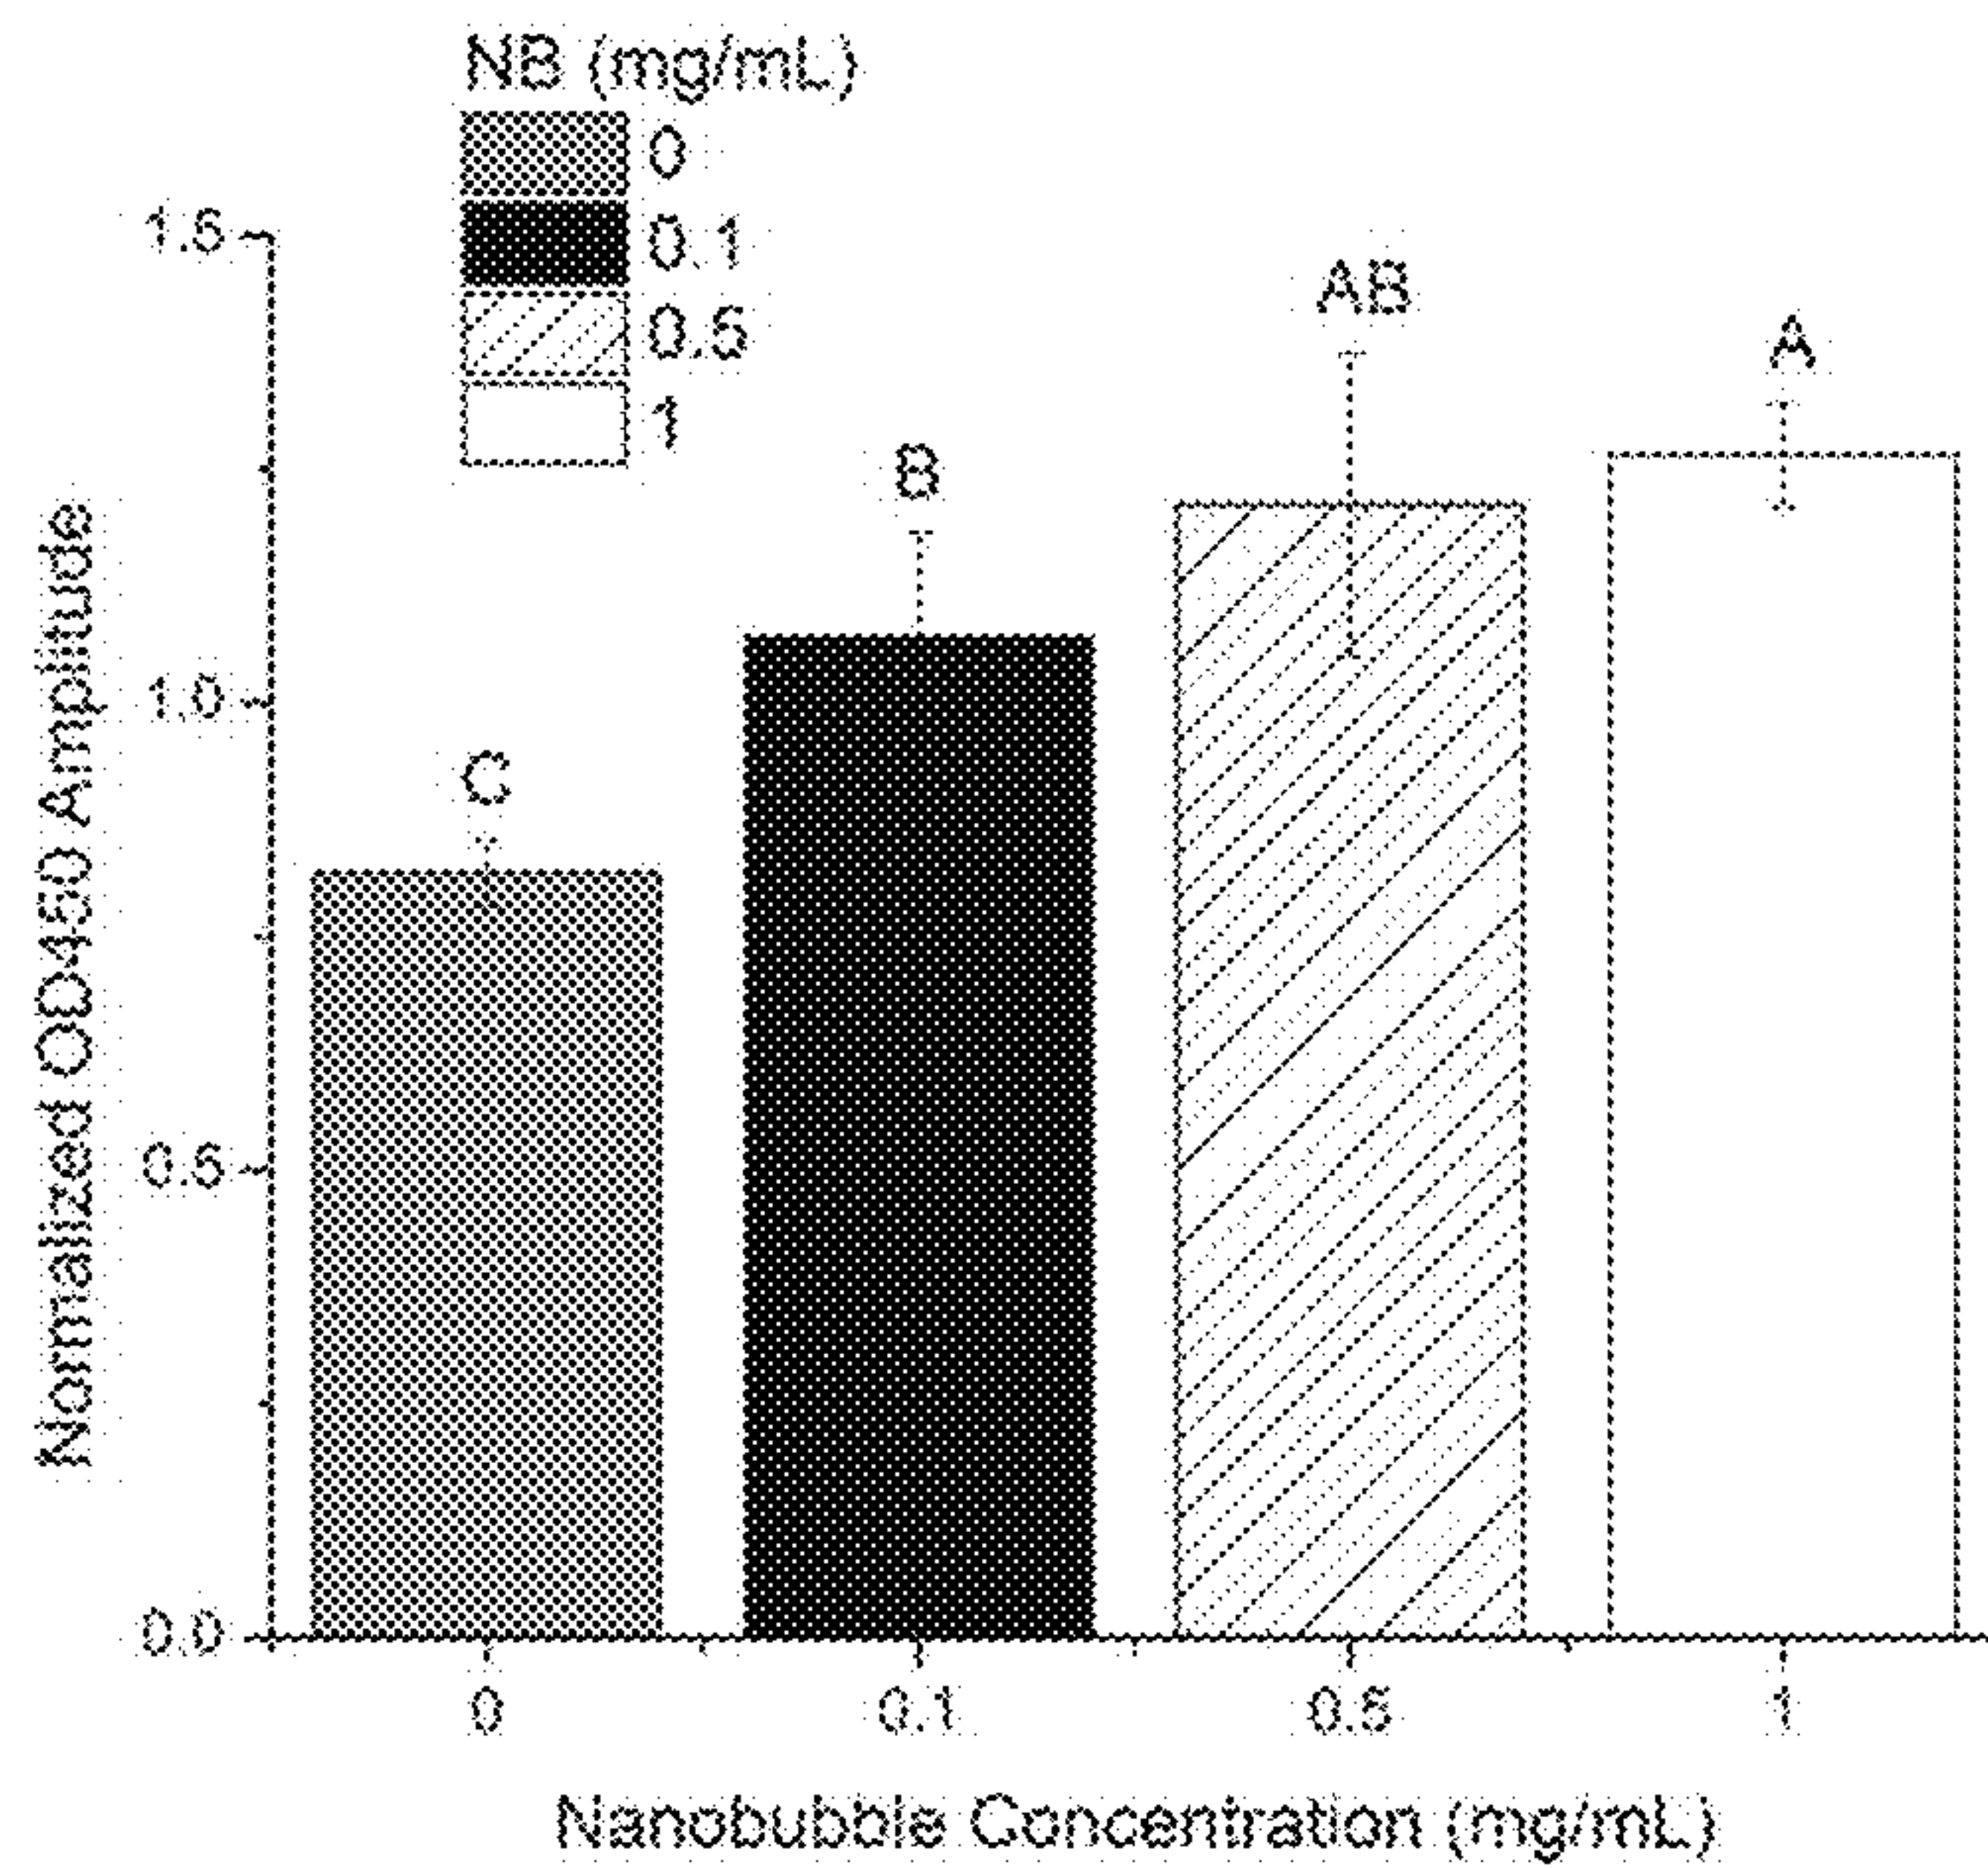 NB (mg/mL)
0
0.1
0.5
1
1.5
1.0
0.5
0.0
Normalized OD450 Amplitude
C
B
AB
A
0
0.1
0.5
1
Nanobubble Concentration (mg/mL)